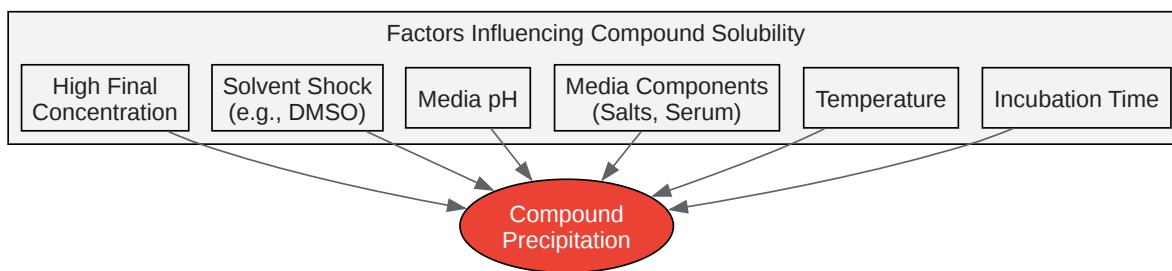 Factors Influencing Compound Solubility
High Final
Concentration
Solvent Shock
(e.g., DMSO)
Media pH
Media Components
(Salts, Serum)
Temperature
Incubation Time
Compound
Precipitation